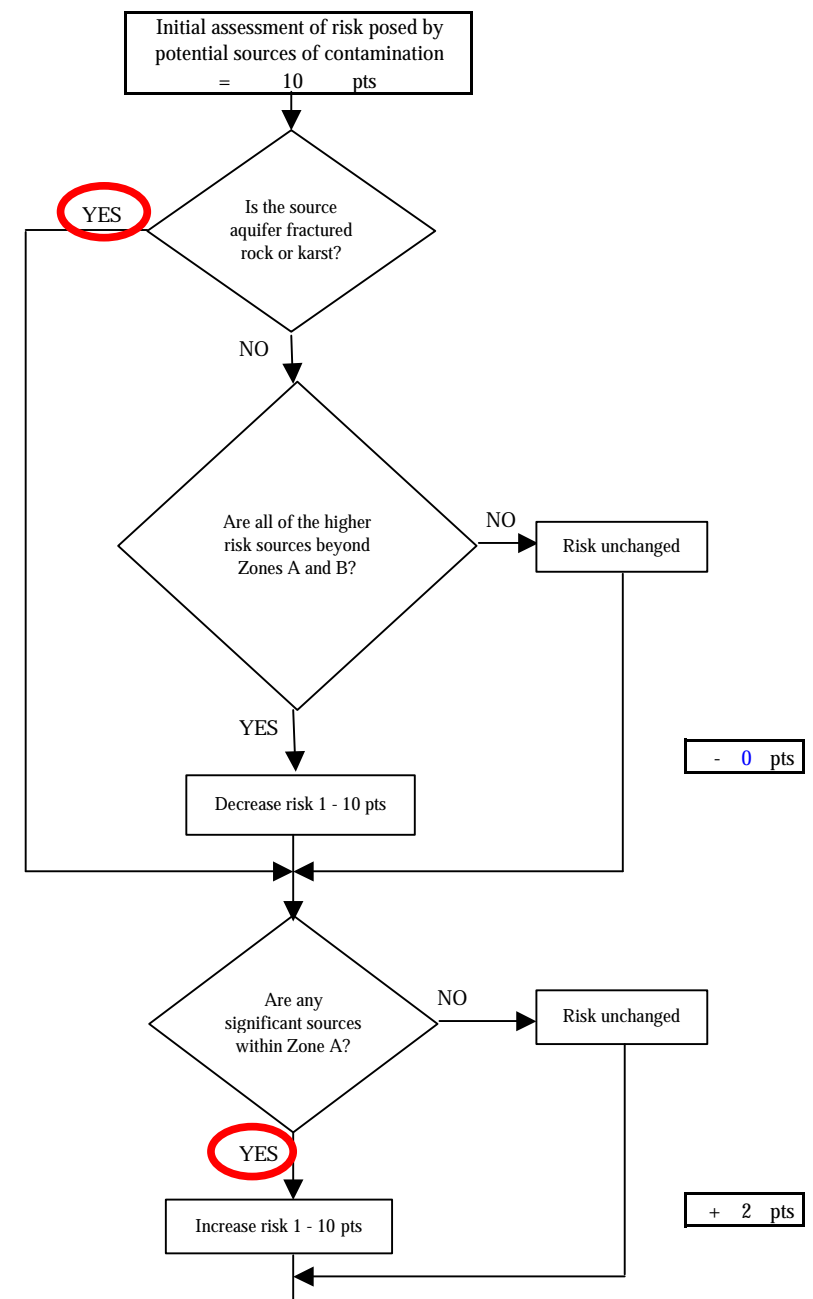 Initial assessment of risk posed by
potential sources of contamination
= 10 pts
YES
Is the source
aquifer fractured
rock or karst?
NO
Are all of the higher
risk sources beyond
Zones A and B?
NO
Risk unchanged
YES
- 0 pts
Decrease risk 1 - 10 pts
Are any
significant sources
within Zone A?
NO
Risk unchanged
YES
+ 2 pts
Increase risk 1 - 10 pts